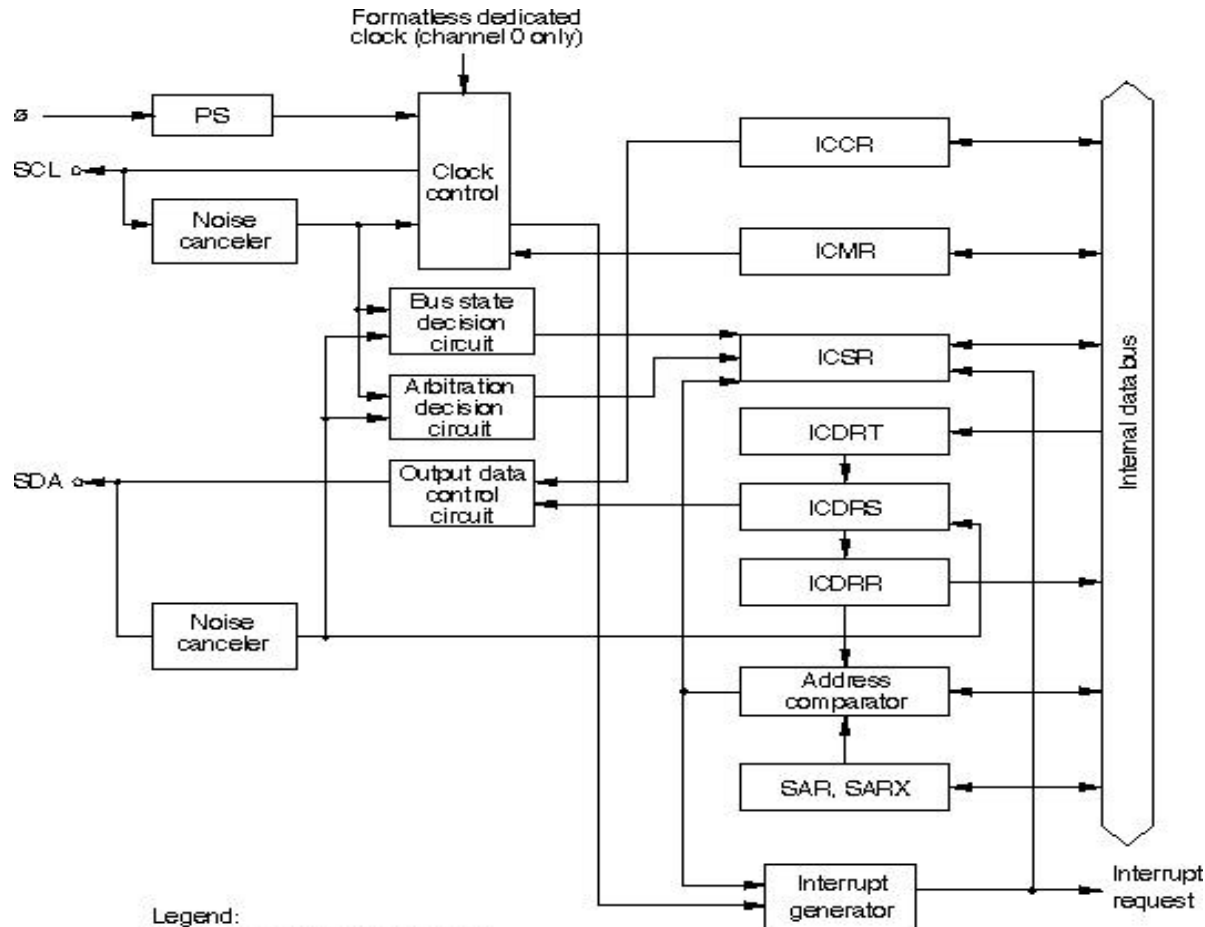 Formatless dedicated
clock (channel 0 only)
ø
PS
ICCR
SCL
Clock
control
Noise
canceler
ICMR
Bus state
decision
circuit
ICSR
Arbitration
decision
circuit
ICDRT
Internal data bus
SDA
Output data
control
circuit
ICDRS
ICDRR
Noise
canceler
Address
comparator
SAR, SARX
Interrupt
generator
Interrupt
request
Legend: